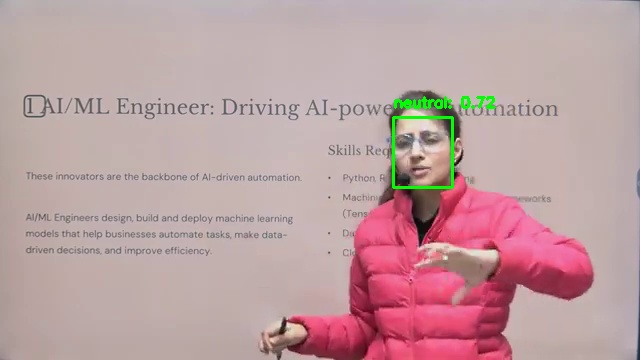 neutral: 0.72
1 AI/ML Engineer: Driving AI-powe tomation
Skills Req
These innovators are the backbone of AI-driven automation.
• Python, R
AI/ML Engineers design, build and deploy machine learning
models that help businesses automate tasks, make data-
driven decisions, and improve efficiency.
• Machin eworks
(Tens
• Da
• Cl